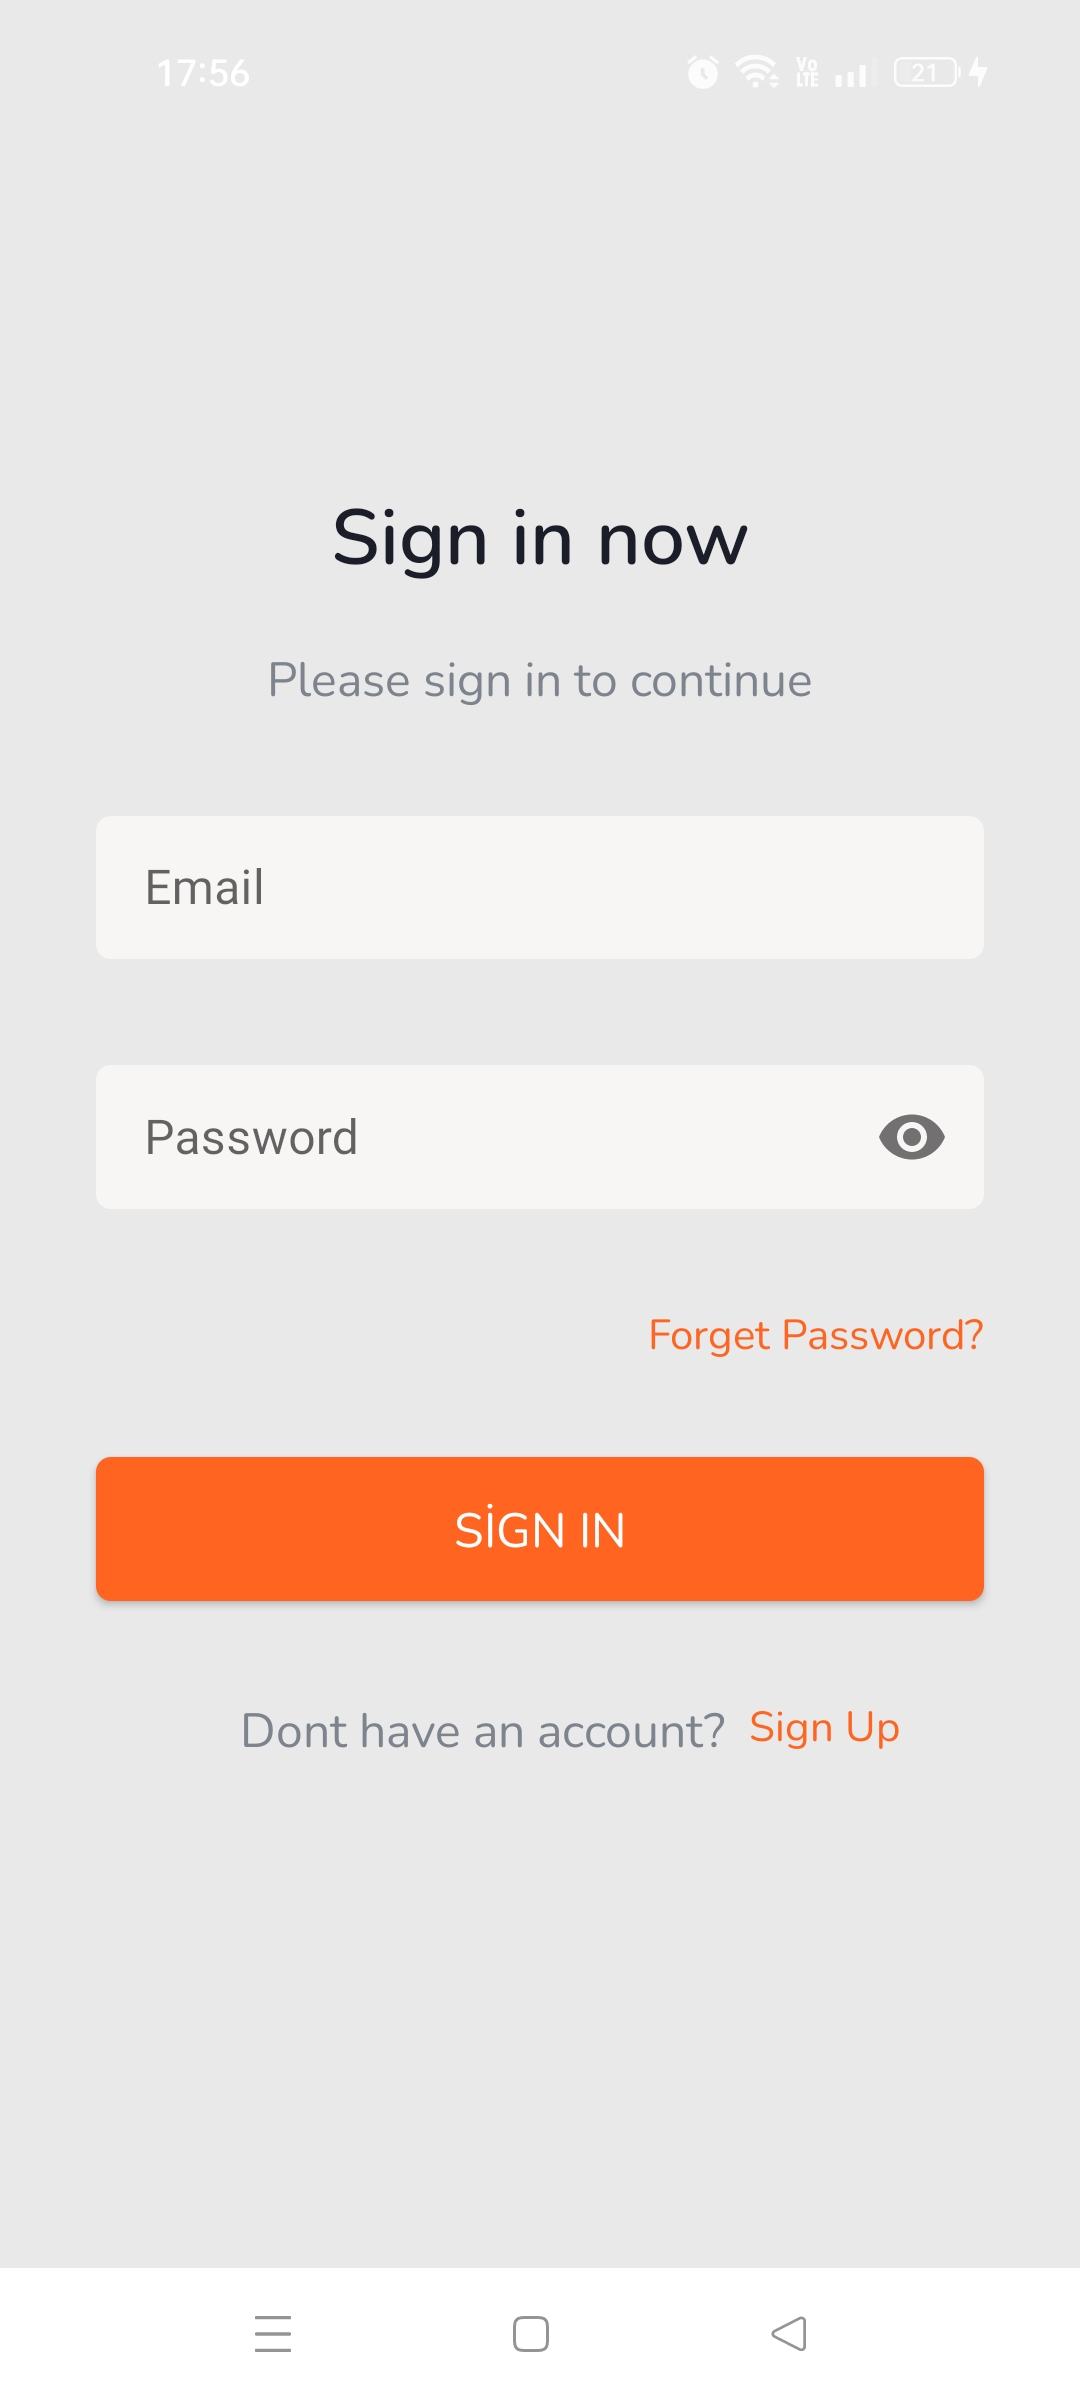 17:56 Vo LTE 21
Sign in now
Please sign in to continue
Email
Password
Forget Password?
SİGN IN
Dont have an account? Sign Up